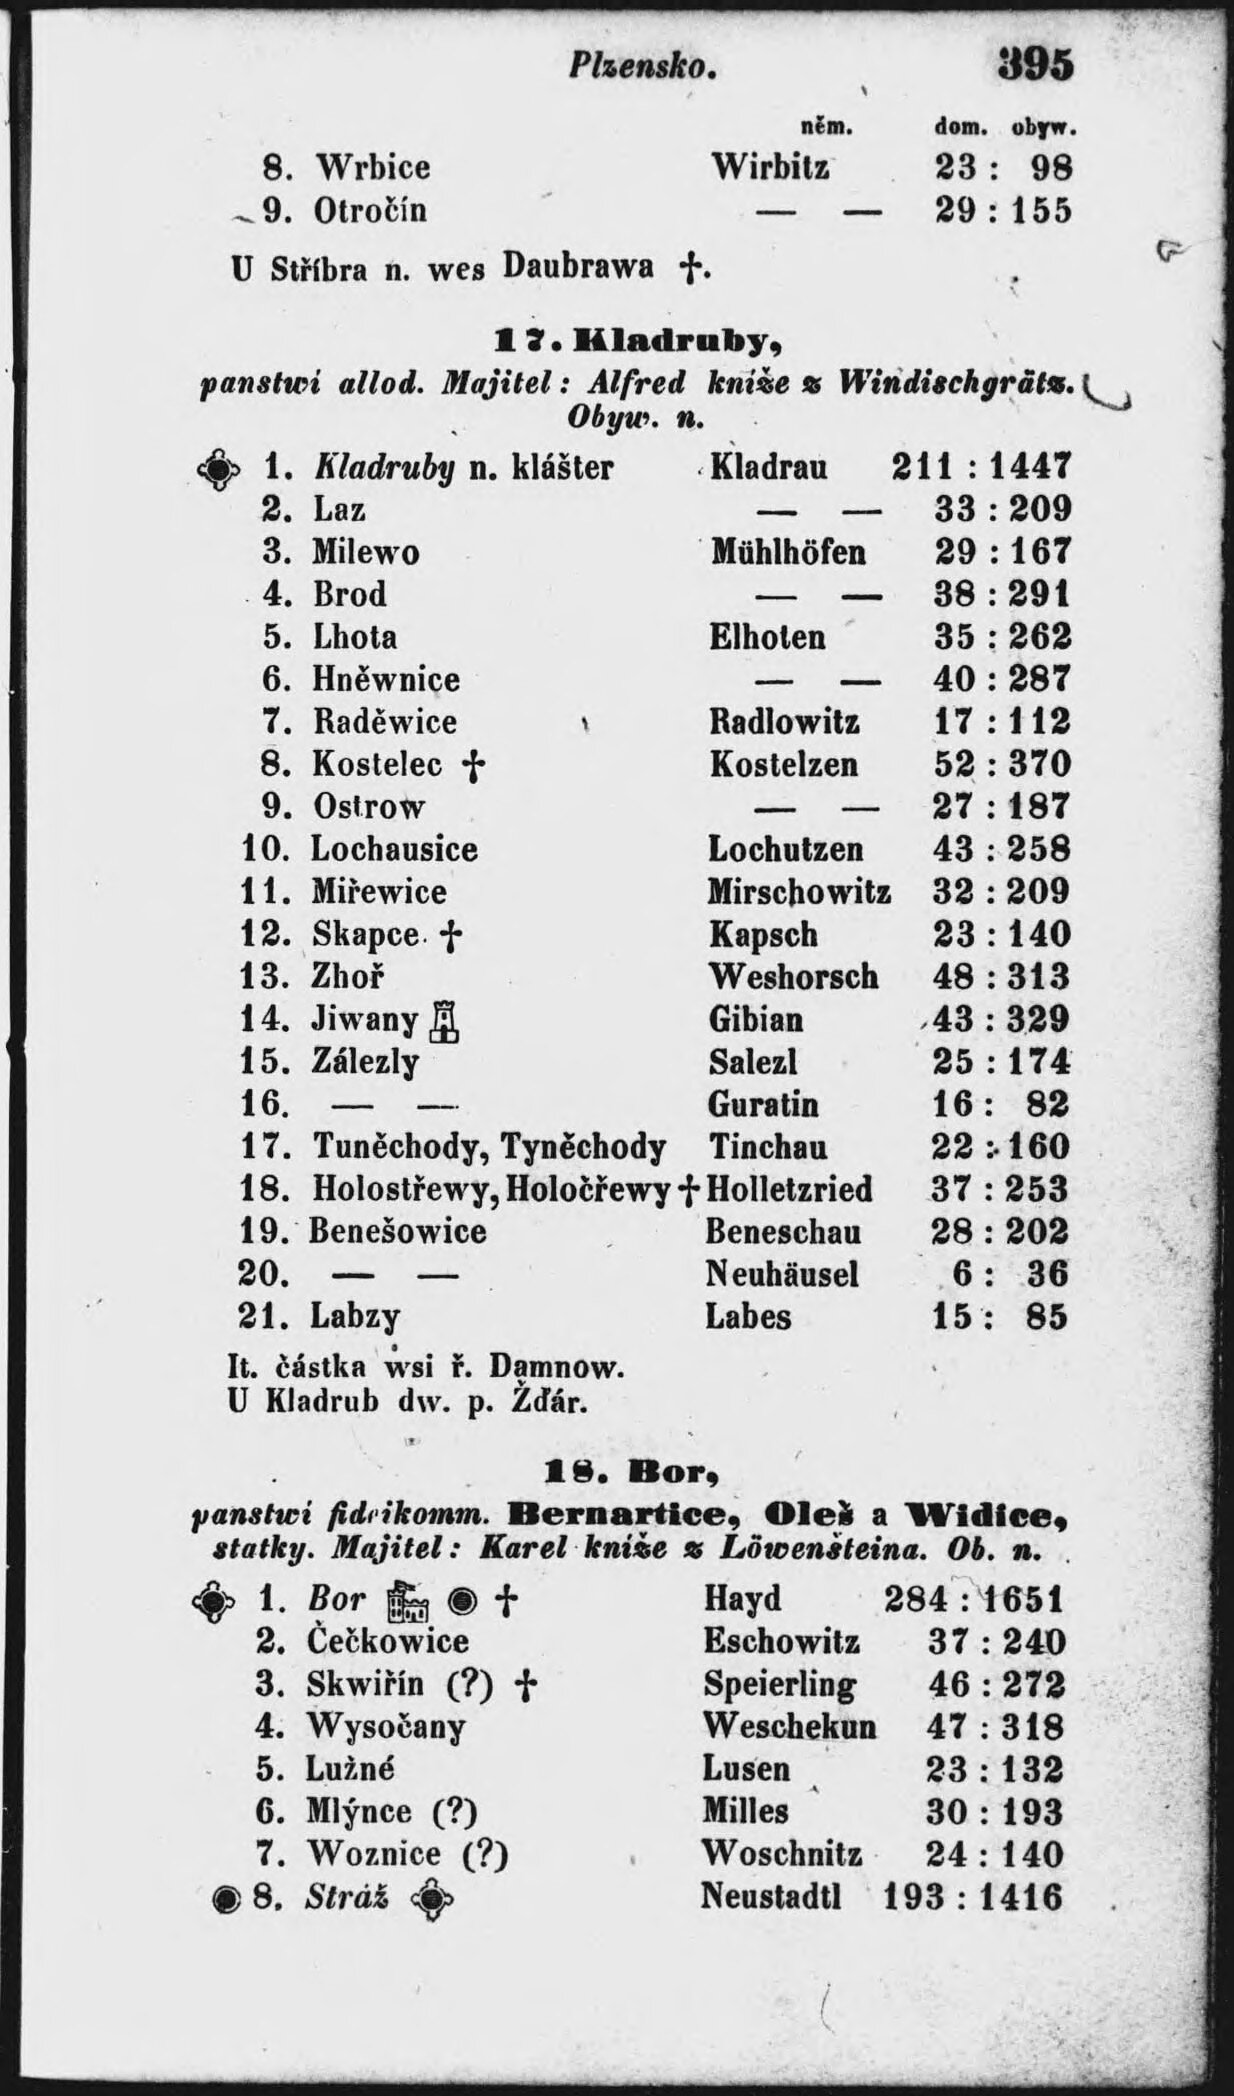 Plzensko. 395
něm. dom. obyw.
8. Wrbice Wirbitz 23 : 98
9. Otročín — — 29 : 155
U Stříbra n. wes Daubrawa †.
17. Kladruby,
panstwí allod. Majitel : Alfred kníže z Windischgrätz.
Obyw. n.
1. Kladruby n. klášter Kladrau 211 : 1447
2. Laz — — 33 : 209
3. Milewo Mühlhöfen 29 : 167
4. Brod — — 38 : 291
5. Lhota Elhoten 35 : 262
6. Hněwnice — — 40 : 287
7. Raděwice Radlowitz 17 : 112
8. Kostelec † Kostelzen 52 : 370
9. Ostrow — — 27 : 187
10. Lochausice Lochutzen 43 : 258
11. Miřewice Mirschowitz 32 : 209
12. Skapce † Kapsch 23 : 140
13. Zhoř Weshorsch 48 : 313
14. Jiwany Gibian 43 : 329
15. Zálezly Salezl 25 : 174
16. — — Guratin 16 : 82
17. Tuněchody, Tyněchody Tinchau 22 : 160
18. Holostřewy, Holočřewy † Holletzried 37 : 253
19. Benešowice Beneschau 28 : 202
20. — — Neuhäusel 6 : 36
21. Labzy Labes 15 : 85
It. částka wsi ř. Damnow.
U Kladrub dw. p. Žďár.
18. Bor,
panstwí fideikomm. Bernartice, Oleš a Widice,
statky. Majitel : Karel kníže z Löwenšteina. Ob. n.
1. Bor † Hayd 284 : 1651
2. Čečkowice Eschowitz 37 : 240
3. Skwiřín (?) † Speierling 46 : 272
4. Wysočany Weschekun 47 : 318
5. Lužné Lusen 23 : 132
6. Mlýnce (?) Milles 30 : 193
7. Woznice (?) Woschnitz 24 : 140
8. Stráž Neustadtl 193 : 1416